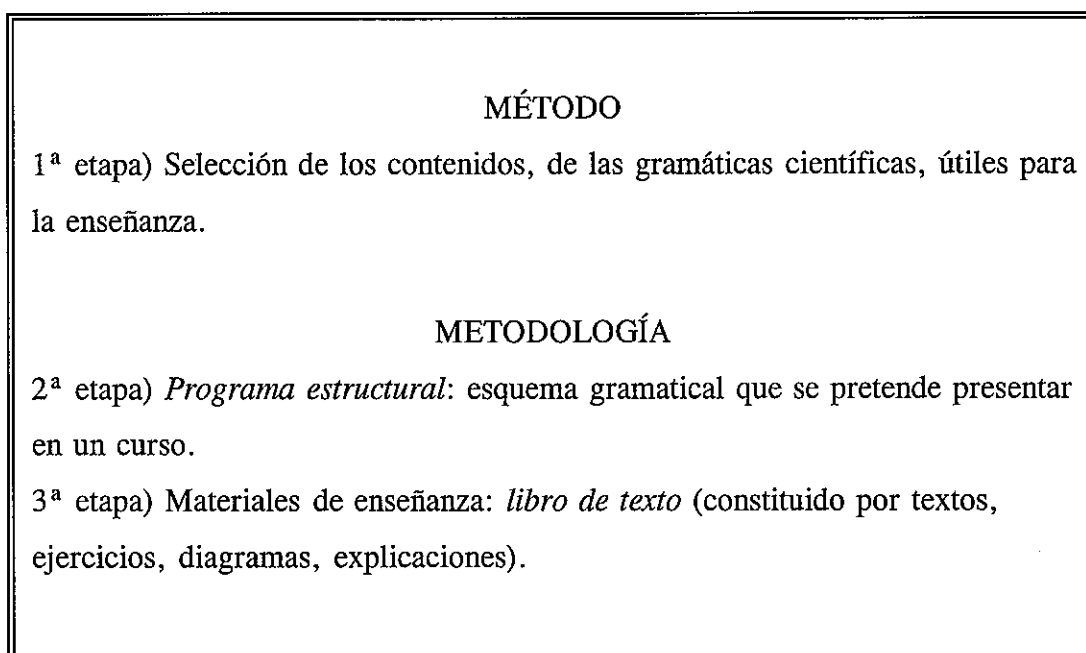 MÉTODO
1ª etapa) Selección de los contenidos, de las gramáticas científicas, útiles para
la enseñanza.
METODOLOGÍA
2ª etapa) Programa estructural: esquema gramatical que se pretende presentar
en un curso.
3ª etapa) Materiales de enseñanza: libro de texto (constituido por textos,
ejercicios, diagramas, explicaciones).